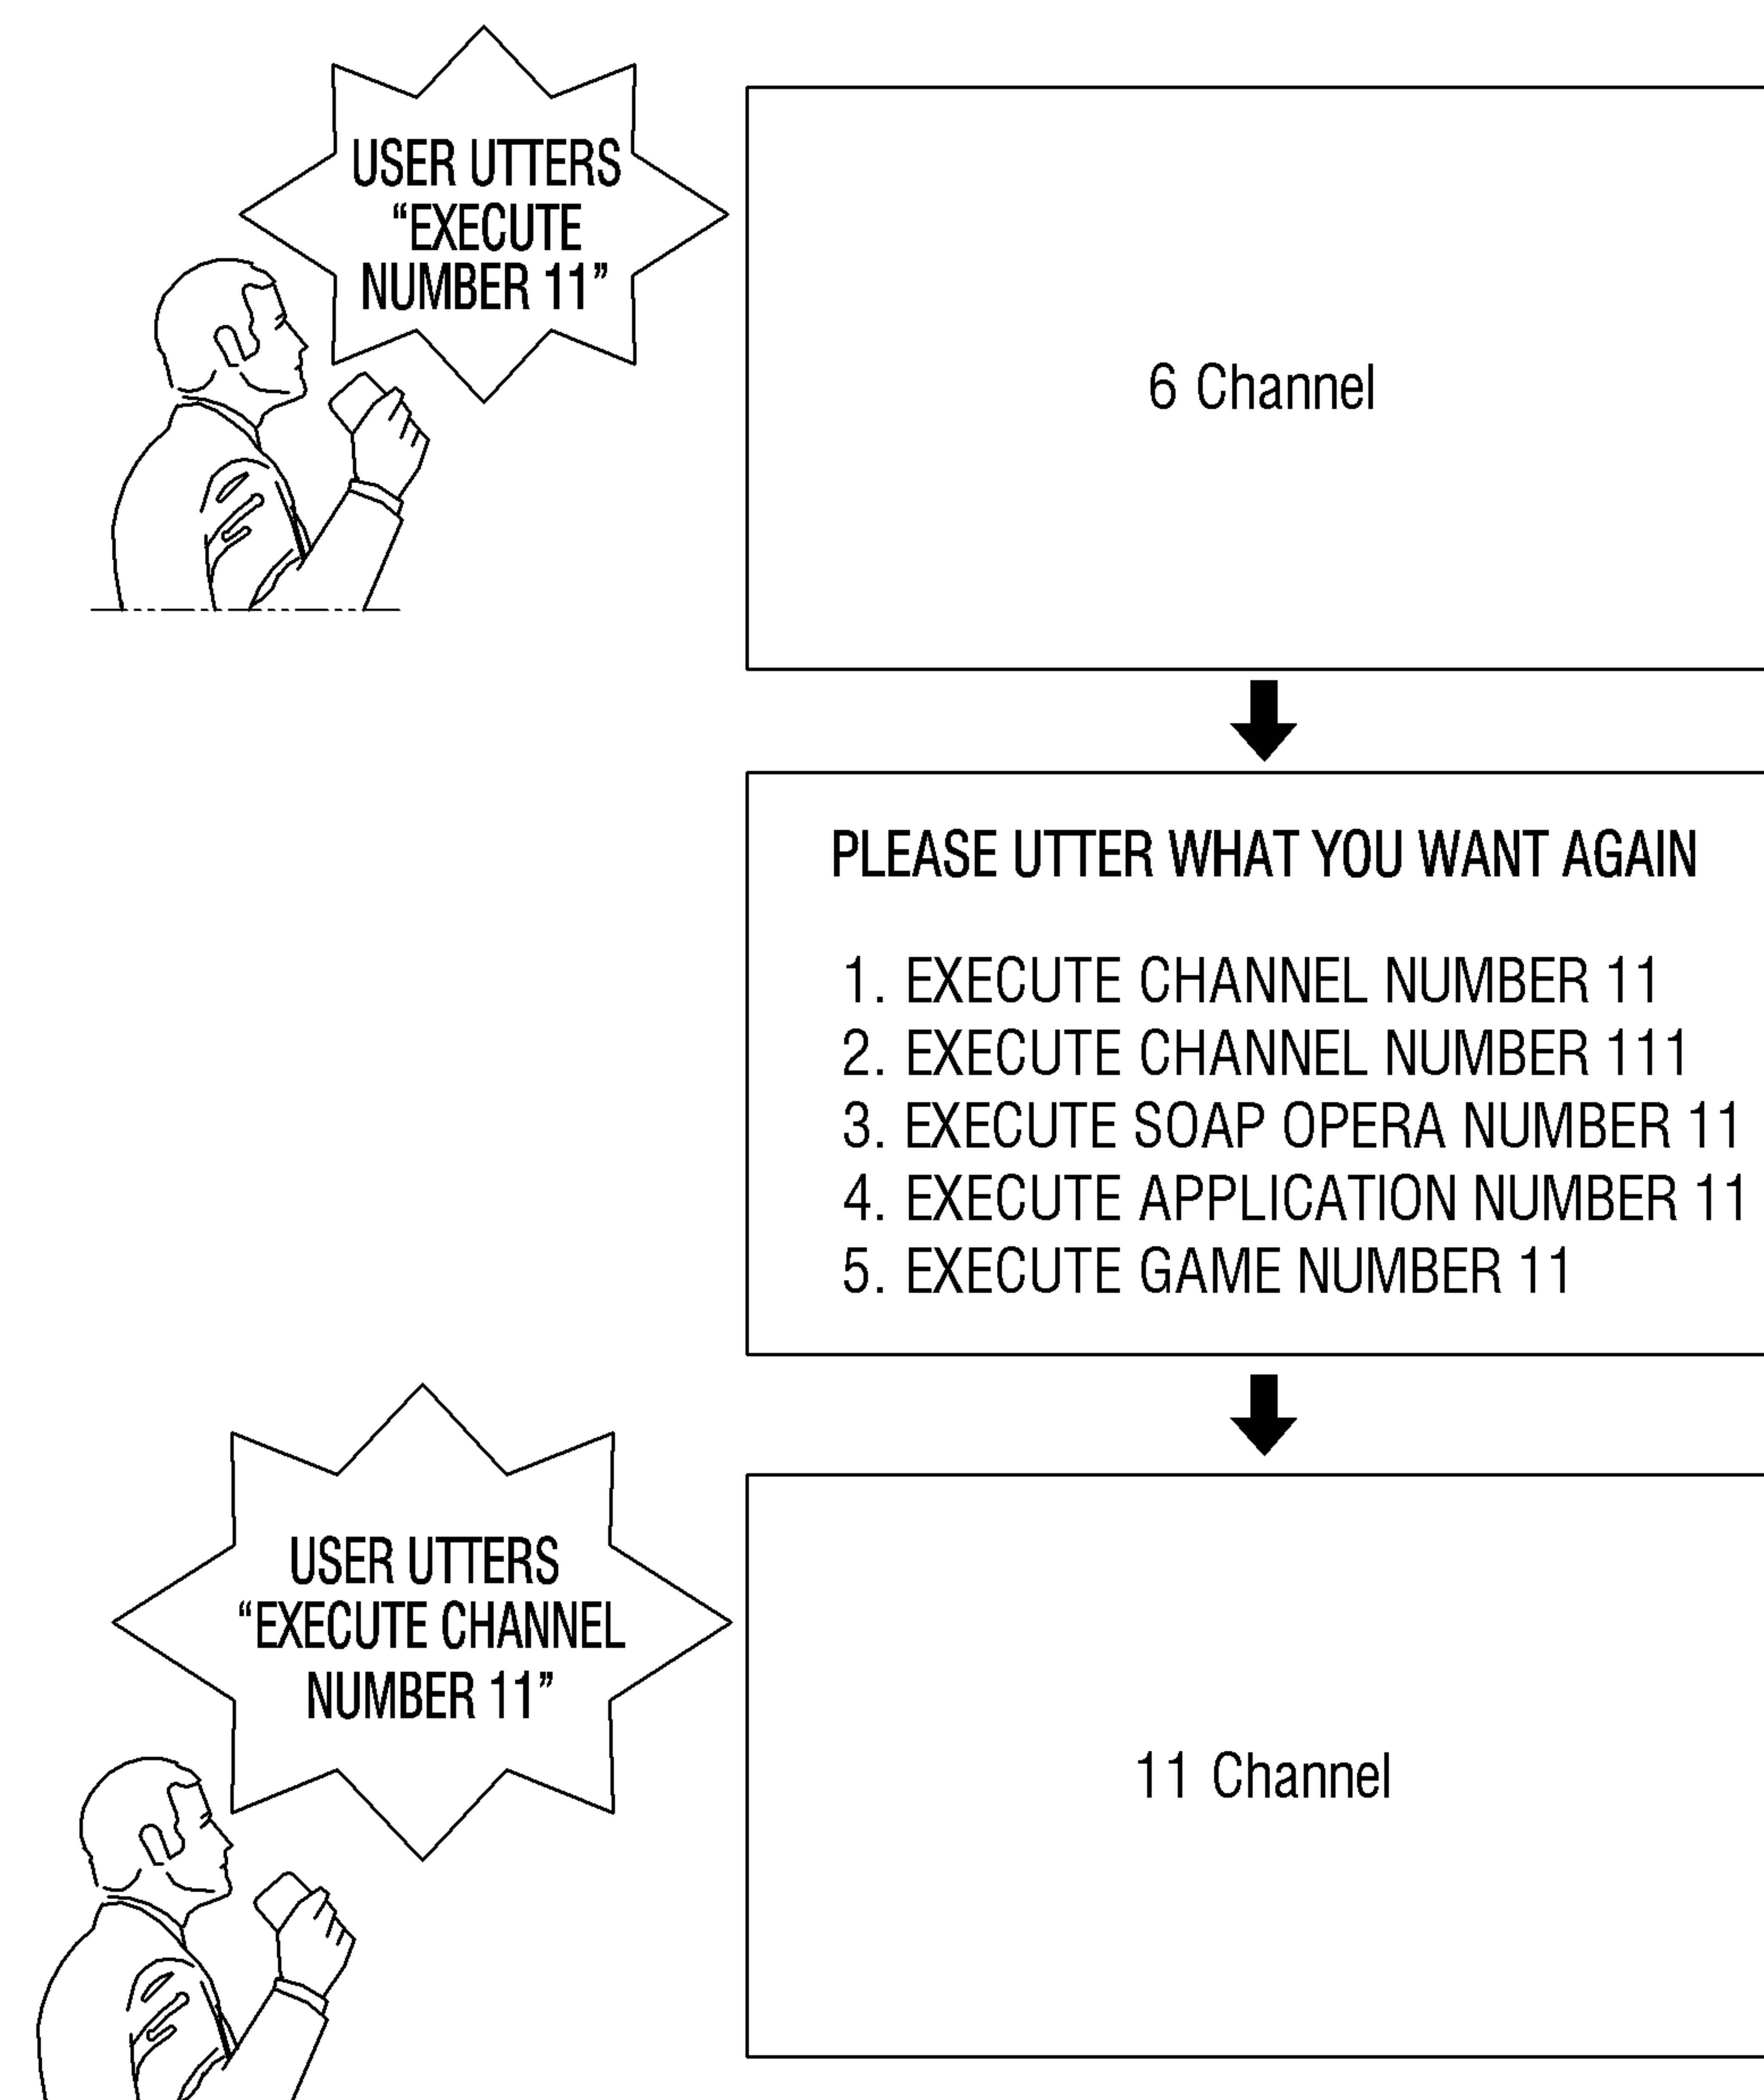 USER UTTERS
“EXECUTE
NUMBER 11”
6 Channel
PLEASE UTTER WHAT YOU WANT AGAIN
1. EXECUTE CHANNEL NUMBER 11
2. EXECUTE CHANNEL NUMBER 111
3. EXECUTE SOAP OPERA NUMBER 11
4. EXECUTE APPLICATION NUMBER 11
5. EXECUTE GAME NUMBER 11
USER UTTERS
“EXECUTE CHANNEL
NUMBER 11”
11 Channel